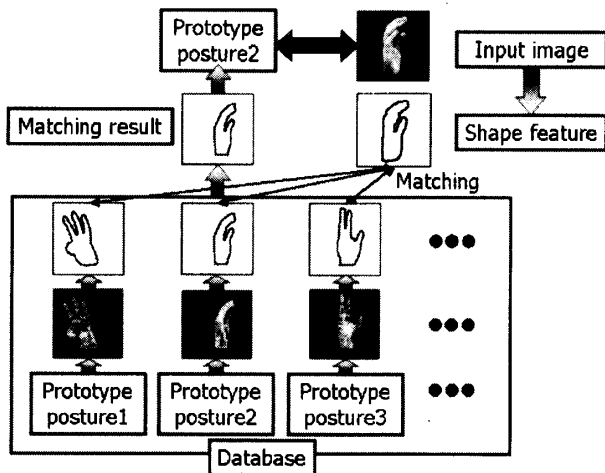 Prototype
posture2
Input image
Matching result
Shape feature
Matching
Prototype
posture1
Prototype
posture2
Prototype
posture3
Database